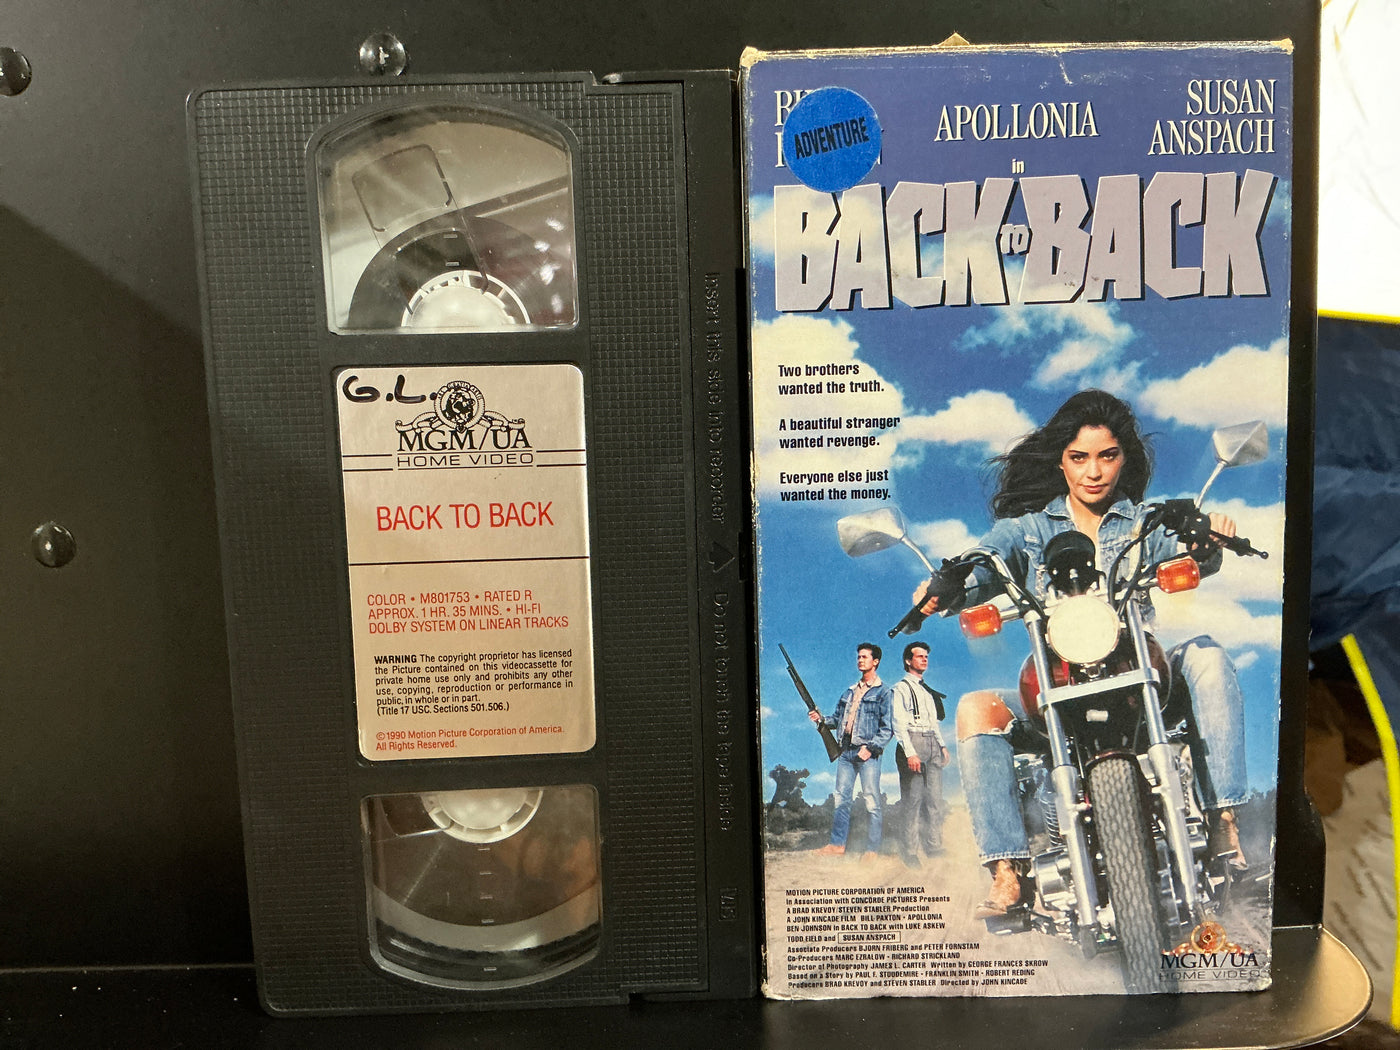 G.L.
MGM/UA
HOME VIDEO
BACK TO BACK
COLOR • M801753 • RATED R
APPROX. 1 HR. 35 MINS. • HI-FI
DOLBY SYSTEM ON LINEAR TRACKS
WARNING The copyright proprietor has licensed
the Picture contained on this videocassette for
private home use only and prohibits any other
use, copying, reproduction or performance in
public, in whole or in part.
(Title 17 USC. Sections 501.506.)
©1990 Motion Picture Corporation of America.
All Rights Reserved.
Insert this side into recorder
Do not touch the tape inside
ADVENTURE
APOLLONIA
SUSAN
ANSPACH
in
BACK TO BACK
Two brothers
wanted the truth.
A beautiful stranger
wanted revenge.
Everyone else just
wanted the money.
MOTION PICTURE CORPORATION OF AMERICA
in Association with CONCORDE PICTURES Presents
A BRAD KREVOY/STEVEN STABLER Production
A JOHN KINCADE FILM BILL PAXTON • APOLLONIA
BEN JOHNSON in BACK TO BACK with LUKE ASKEW
TODD FIELD and SUSAN ANSPACH
Associate Producers BJORN FRIBERG and PETER FORNSTAM
Co-Producers MARC EZRALOW • RICHARD STRICKLAND
Director of Photography JAMES L. CARTER Written by GEORGE FRANCES SKROW
Based on a Story by PAUL F. STOUDEMIRE • FRANKLIN SMITH • ROBERT REDING
Producers BRAD KREVOY and STEVEN STABLER Directed by JOHN KINCADE
MGM/UA
HOME VIDEO